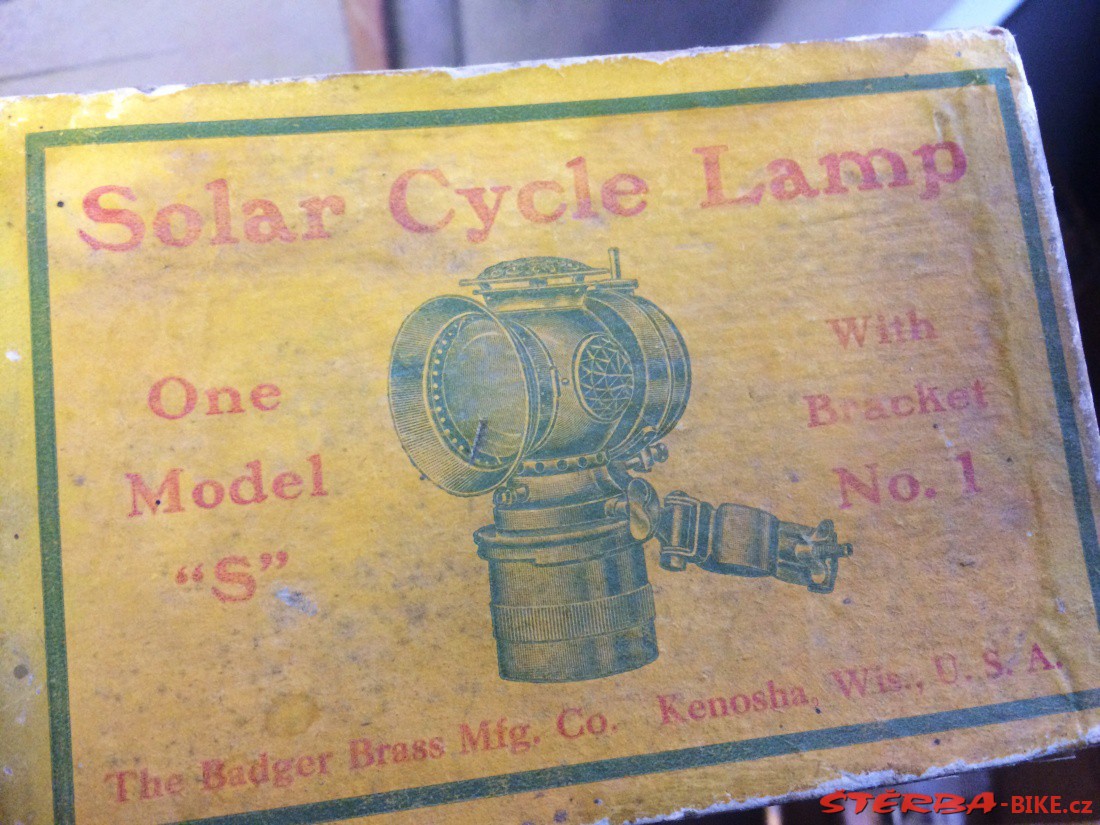 Solar Cycle Lamp
One
Model
“S”
With
Bracket
No. 1
The Badger Brass Mfg. Co. Kenosha, Wis., U. S. A.
ŠTĚRBA-BIKE.cz